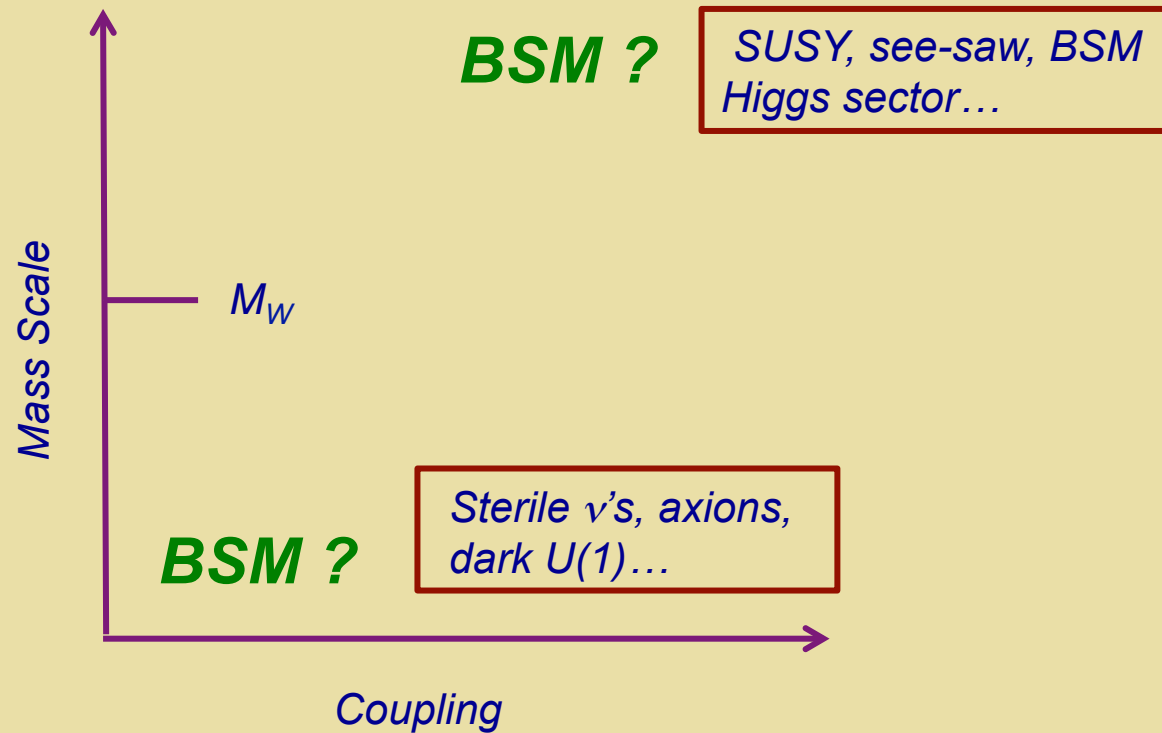 BSM ?
SUSY, see-saw, BSM
Higgs sector…
Mass Scale
M_W
Sterile ν's, axions,
dark U(1)…
BSM ?
Coupling